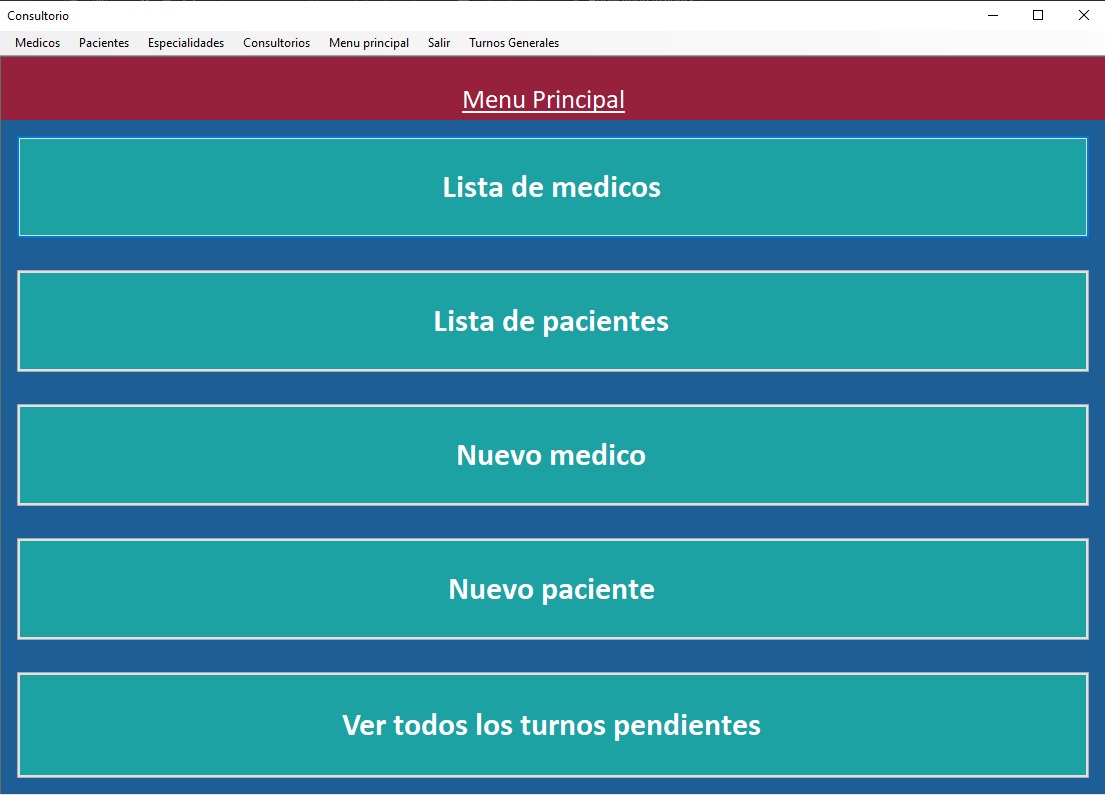 Consultorio
Medicos Pacientes Especialidades Consultorios Menu principal Salir Turnos Generales
Menu Principal
Lista de medicos
Lista de pacientes
Nuevo medico
Nuevo paciente
Ver todos los turnos pendientes